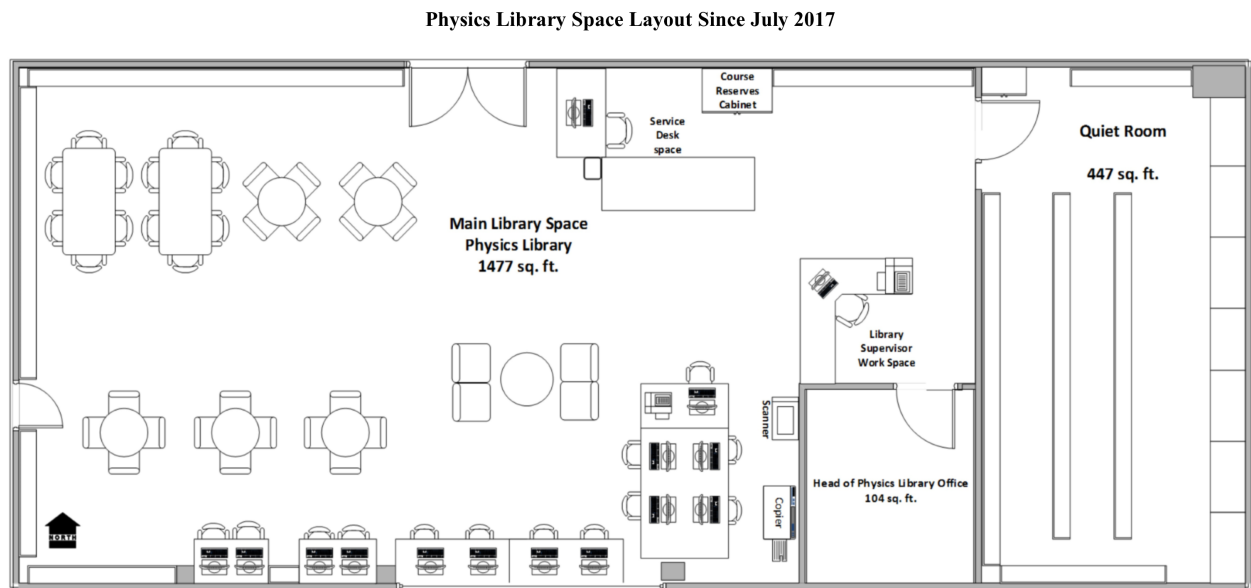 Physics Library Space Layout Since July 2017
Course
Reserves
Cabinet
Service
Desk
space
Quiet Room
447 sq. ft.
Main Library Space
Physics Library
1477 sq. ft.
Library
Supervisor
Work Space
Scanner
Head of Physics Library Office
104 sq. ft.
Copier
NORTH